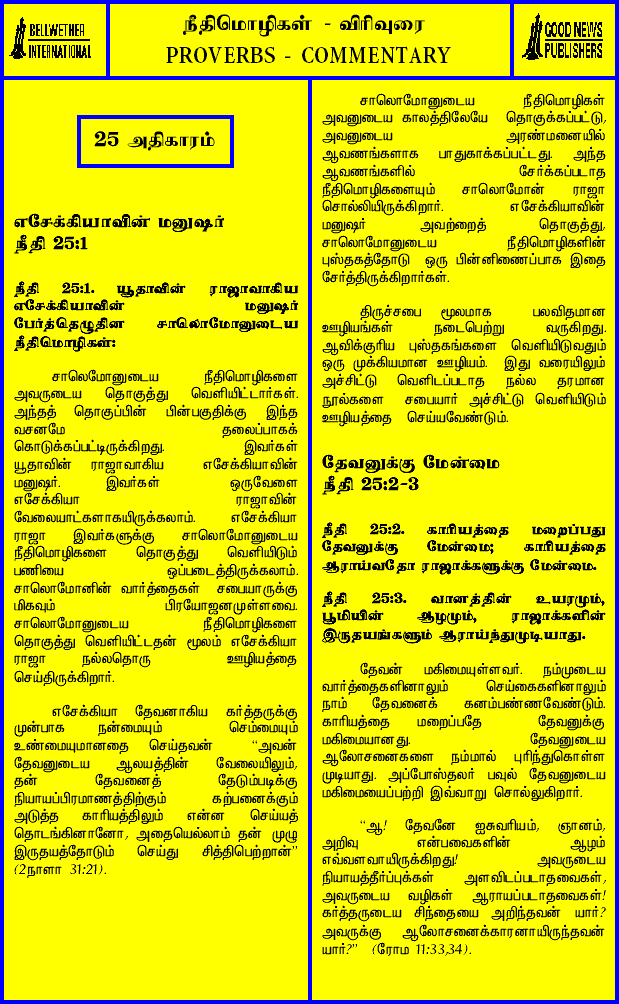 BELLWETHER
INTERNATIONAL
நீதிமொழிகள் - விரிவுரை
PROVERBS - COMMENTARY
GOOD NEWS
PUBLISHERS
25 அதிகாரம்
எசேக்கியாவின் மனுஷர்
நீதி 25:1
நீதி 25:1. யூதாவின் ராஜாவாகிய
எசேக்கியாவின் மனுஷர்
பேர்த்தெழுதின சாலொமோனுடைய
நீதிமொழிகள்:
சாலெமோனுடைய நீதிமொழிகளை
அவருடைய தொகுத்து வெளியிட்டார்கள்.
அந்தத் தொகுப்பின் பின்பகுதிக்கு இந்த
வசனமே தலைப்பாகக்
கொடுக்கப்பட்டிருக்கிறது. இவர்கள்
யூதாவின் ராஜாவாகிய எசேக்கியாவின்
மனுஷர். இவர்கள் ஒருவேளை
எசேக்கியா ராஜாவின்
வேலையாட்களாகயிருக்கலாம். எசேக்கியா
ராஜா இவர்களுக்கு சாலொமோனுடைய
நீதிமொழிகளை தொகுத்து வெளியிடும்
பணியை ஒப்படைத்திருக்கலாம்.
சாலொமோனின் வார்த்தைகள் சபையாருக்கு
மிகவும் பிரயோஜனமுள்ளவை.
சாலொமோனுடைய நீதிமொழிகளை
தொகுத்து வெளியிட்டதன் மூலம் எசேக்கியா
ராஜா நல்லதொரு ஊழியத்தை
செய்திருக்கிறார்.
எசேக்கியா தேவனாகிய கர்த்தருக்கு
முன்பாக நன்மையும் செம்மையும்
உண்மையுமானதை செய்தவன் “அவன்
தேவனுடைய ஆலயத்தின் வேலையிலும்,
தன் தேவனைத் தேடும்படிக்கு
நியாயப்பிரமாணத்திற்கும் கற்பனைக்கும்
அடுத்த காரியத்திலும் என்ன செய்யத்
தொடங்கினானோ, அதையெல்லாம் தன் முழு
இருதயத்தோடும் செய்து சித்திபெற்றான்”
(2நாளா 31:21).
சாலொமோனுடைய நீதிமொழிகள்
அவனுடைய காலத்திலேயே தொகுக்கப்பட்டு,
அவனுடைய அரண்மனையில்
ஆவணங்களாக பாதுகாக்கப்பட்டது. அந்த
ஆவணங்களில் சேர்க்கப்படாத
நீதிமொழிகளையும் சாலொமோன் ராஜா
சொல்லியிருக்கிறார். எசேக்கியாவின்
மனுஷர் அவற்றைத் தொகுத்து,
சாலொமோனுடைய நீதிமொழிகளின்
புஸ்தகத்தோடு ஒரு பின்னிணைப்பாக இதை
சேர்த்திருக்கிறார்கள்.
திருச்சபை மூலமாக பலவிதமான
ஊழியங்கள் நடைபெற்று வருகிறது.
ஆவிக்குரிய புஸ்தகங்களை வெளியிடுவதும்
ஒரு முக்கியமான ஊழியம். இது வரையிலும்
அச்சிட்டு வெளிடப்படாத நல்ல தரமான
நூல்களை சபையார் அச்சிட்டு வெளியிடும்
ஊழியத்தை செய்யவேண்டும்.
தேவனுக்கு மேன்மை
நீதி 25:2-3
நீதி 25:2. காரியத்தை மறைப்பது
தேவனுக்கு மேன்மை; காரியத்தை
ஆராய்வதோ ராஜாக்களுக்கு மேன்மை.
நீதி 25:3. வானத்தின் உயரமும்,
பூமியின் ஆழமும், ராஜாக்களின்
இருதயங்களும் ஆராய்ந்துமுடியாது.
தேவன் மகிமையுள்ளவர். நம்முடைய
வார்த்தைகளினாலும் செய்கைகளினாலும்
நாம் தேவனைக் கனம்பண்ணவேண்டும்.
காரியத்தை மறைப்பதே தேவனுக்கு
மகிமையானது. தேவனுடைய
ஆலோசனைகளை நம்மால் புரிந்துகொள்ள
முடியாது. அப்போஸ்தலர் பவுல் தேவனுடைய
மகிமையைப்பற்றி இவ்வாறு சொல்லுகிறார்.
“ஆ! தேவனே ஐசுவரியம், ஞானம்,
அறிவு என்பவைகளின் ஆழம்
எவ்வளவாயிருக்கிறது! அவருடைய
நியாயத்தீர்ப்புக்கள் அளவிடப்படாதவைகள்,
அவருடைய வழிகள் ஆராயப்படாதவைகள்!
கர்த்தருடைய சிந்தையை அறிந்தவன் யார்?
அவருக்கு ஆலோசனைக்காரனாயிருந்தவன்
யார்?” (ரோம 11:33,34).